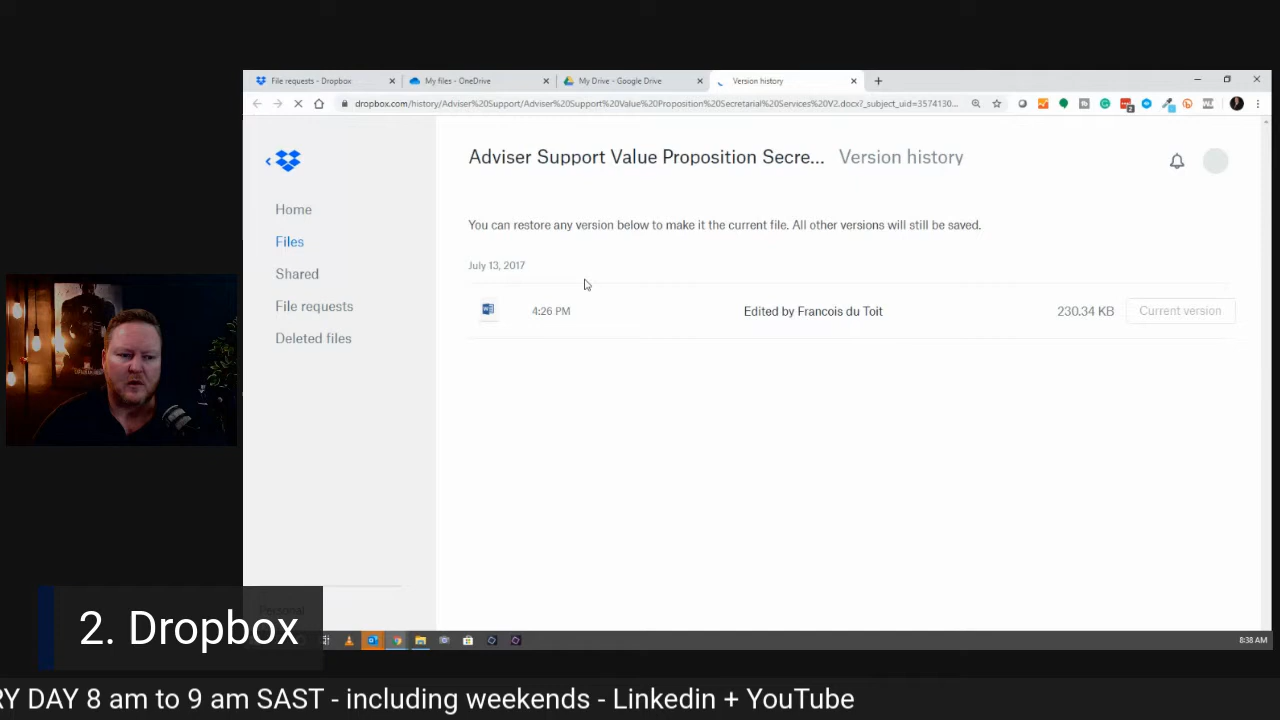 File requests - Dropbox
My files - OneDrive
My Drive - Google Drive
Version history
dropbox.com/history/Adviser%20Support/Adviser%20Support%20Value%20Proposition%20Secretarial%20Services%20V2.docx?_subject_uid=3574130...
Adviser Support Value Proposition Secre... Version history
Home
Files
Shared
File requests
Deleted files
You can restore any version below to make it the current file. All other versions will still be saved.
July 13, 2017
4:26 PM Edited by Francois du Toit 230.34 KB Current version
Personal
2. Dropbox
8:38 AM
RY DAY 8 am to 9 am SAST - including weekends - Linkedin + YouTube